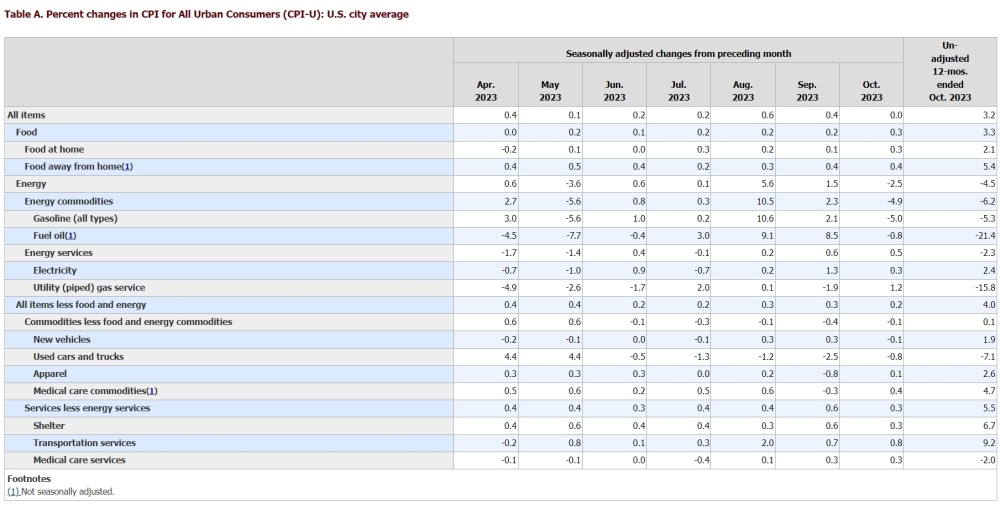 Table A. Percent changes in CPI for All Urban Consumers (CPI-U): U.S. city average
Seasonally adjusted changes from preceding month
Un-
adjusted
12-mos.
ended
Oct. 2023
Apr. 2023 May 2023 Jun. 2023 Jul. 2023 Aug. 2023 Sep. 2023 Oct. 2023
All items 0.4 0.1 0.2 0.2 0.6 0.4 0.0 3.2
Food 0.0 0.2 0.1 0.2 0.2 0.2 0.3 3.3
Food at home -0.2 0.1 0.0 0.3 0.2 0.1 0.3 2.1
Food away from home(1) 0.4 0.5 0.4 0.2 0.3 0.4 0.4 5.4
Energy 0.6 -3.6 0.6 0.1 5.6 1.5 -2.5 -4.5
Energy commodities 2.7 -5.6 0.8 0.3 10.5 2.3 -4.9 -6.2
Gasoline (all types) 3.0 -5.6 1.0 0.2 10.6 2.1 -5.0 -5.3
Fuel oil(1) -4.5 -7.7 -0.4 3.0 9.1 8.5 -0.8 -21.4
Energy services -1.7 -1.4 0.4 -0.1 0.2 0.6 0.5 -2.3
Electricity -0.7 -1.0 0.9 -0.7 0.2 1.3 0.3 2.4
Utility (piped) gas service -4.9 -2.6 -1.7 2.0 0.1 -1.9 1.2 -15.8
All items less food and energy 0.4 0.4 0.2 0.2 0.3 0.3 0.2 4.0
Commodities less food and energy commodities 0.6 0.6 -0.1 -0.3 -0.1 -0.4 -0.1 0.1
New vehicles -0.2 -0.1 0.0 -0.1 0.3 0.3 -0.1 1.9
Used cars and trucks 4.4 4.4 -0.5 -1.3 -1.2 -2.5 -0.8 -7.1
Apparel 0.3 0.3 0.3 0.0 0.2 -0.8 0.1 2.6
Medical care commodities(1) 0.5 0.6 0.2 0.5 0.6 -0.3 0.4 4.7
Services less energy services 0.4 0.4 0.3 0.4 0.4 0.6 0.3 5.5
Shelter 0.4 0.6 0.4 0.4 0.3 0.6 0.3 6.7
Transportation services -0.2 0.8 0.1 0.3 2.0 0.7 0.8 9.2
Medical care services -0.1 -0.1 0.0 -0.4 0.1 0.3 0.3 -2.0
Footnotes
(1) Not seasonally adjusted.